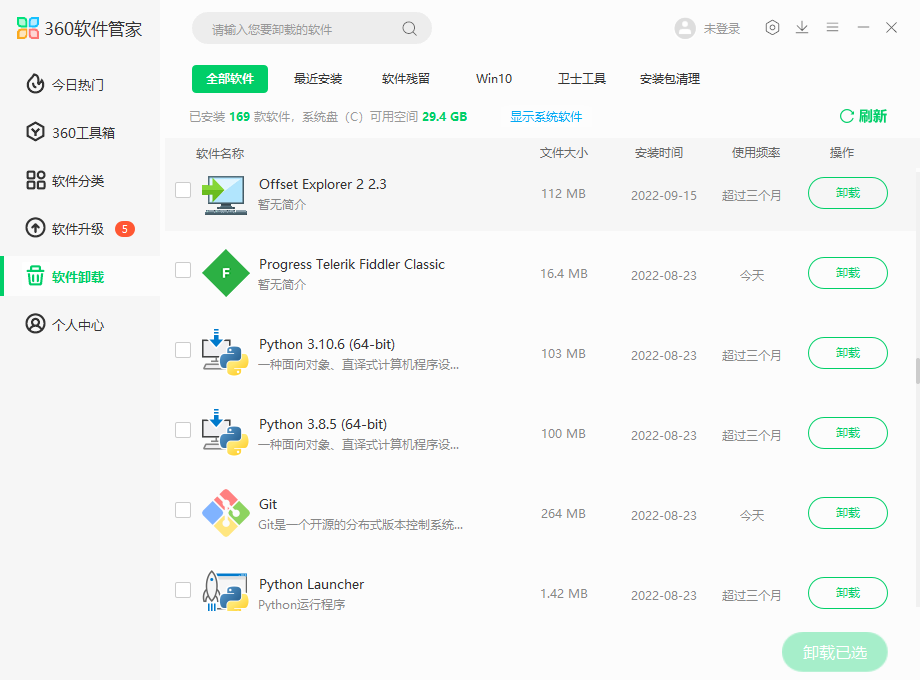 360软件管家
请输入您要卸载的软件
未登录
今日热门
360工具箱
软件分类
软件升级 5
软件卸载
个人中心
全部软件 最近安装 软件残留 Win10 卫士工具 安装包清理
已安装 169 款软件，系统盘（C）可用空间 29.4 GB 显示系统软件 刷新
软件名称 文件大小 安装时间 使用频率 操作
Offset Explorer 2 2.3
暂无简介
112 MB 2022-09-15 超过三个月 卸载
Progress Telerik Fiddler Classic
暂无简介
16.4 MB 2022-08-23 今天 卸载
Python 3.10.6 (64-bit)
一种面向对象、直译式计算机程序设...
103 MB 2022-08-23 超过三个月 卸载
Python 3.8.5 (64-bit)
一种面向对象、直译式计算机程序设...
100 MB 2022-08-23 超过三个月 卸载
Git
Git是一个开源的分布式版本控制系统...
264 MB 2022-08-23 今天 卸载
Python Launcher
Python运行程序
1.42 MB 2022-08-23 超过三个月 卸载
卸载已选